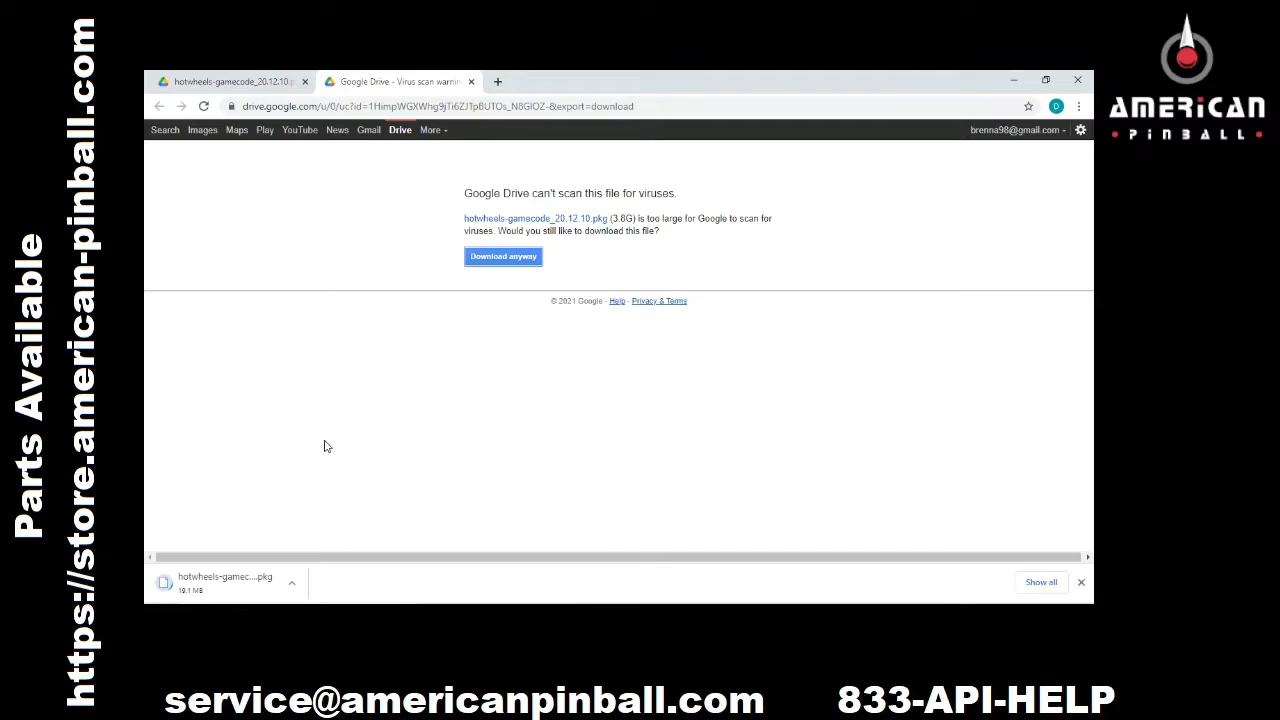 Parts Available
https://store.american-pinball.com
AMERICAN
PINBALL
hotwheels-gamecode_20.12.10.p
Google Drive - Virus scan warnin
drive.google.com/u/0/uc?id=1HimpWGXWhg9jTi6ZJTpBUTOs_N8GlOZ-&export=download
D
Search Images Maps Play YouTube News Gmail Drive More
brenna98@gmail.com
Google Drive can't scan this file for viruses.
hotwheels-gamecode_20.12.10.pkg (3.8G) is too large for Google to scan for
viruses. Would you still like to download this file?
Download anyway
© 2021 Google - Help - Privacy & Terms
hotwheels-gamec....pkg
19.1 MB
Show all
service@americanpinball.com 833-API-HELP